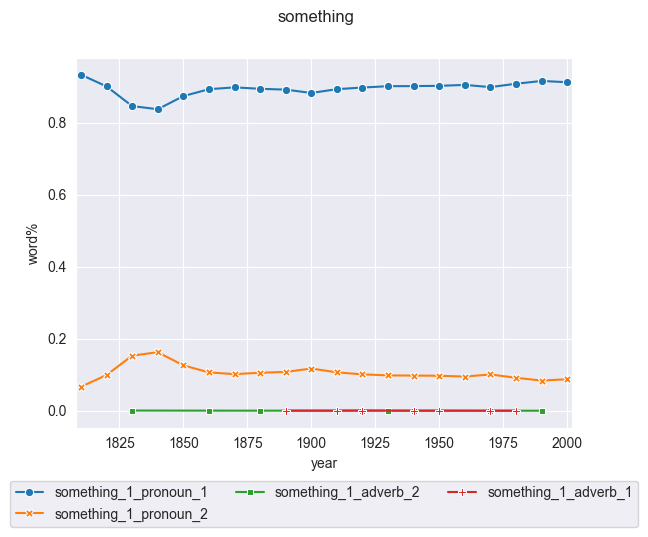 something
0.8
0.6
0.4
0.2
0.0
word%
1825 1850 1875 1900 1925 1950 1975 2000
year
something_1_pronoun_1 something_1_adverb_2 something_1_adverb_1
something_1_pronoun_2